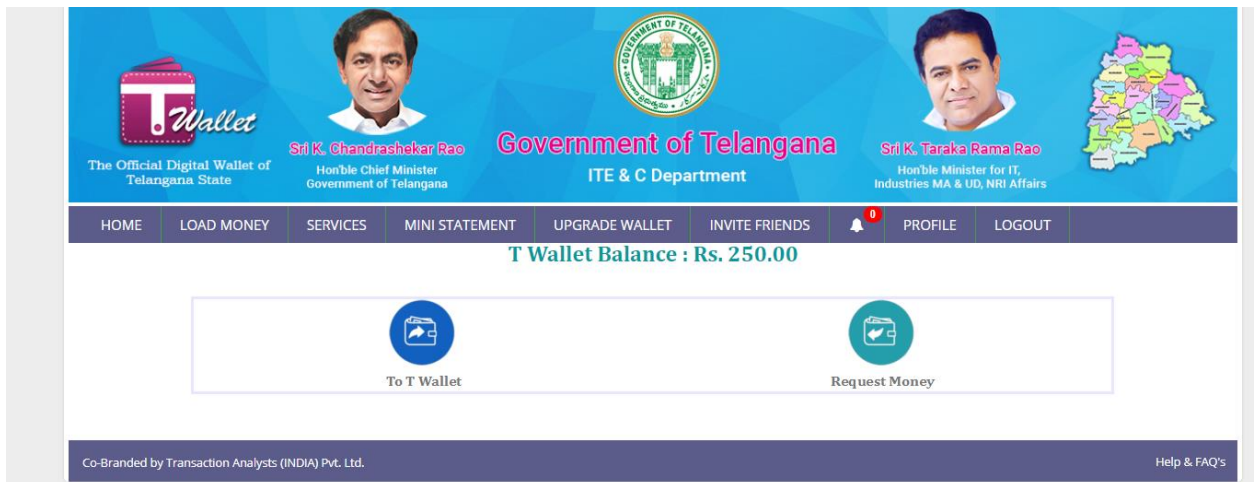 T Wallet
The Official Digital Wallet of
Telangana State
Sri K. Chandrashekar Rao
Hon'ble Chief Minister
Government of Telangana
GOVERNMENT OF TELANGANA
Government of Telangana
ITE & C Department
Sri K. Taraka Rama Rao
Hon'ble Minister for IT,
Industries MA & UD, NRI Affairs
HOME LOAD MONEY SERVICES MINI STATEMENT UPGRADE WALLET INVITE FRIENDS 0 PROFILE LOGOUT
T Wallet Balance : Rs. 250.00
To T Wallet
Request Money
Co-Branded by Transaction Analysts (INDIA) Pvt. Ltd.
Help & FAQ's